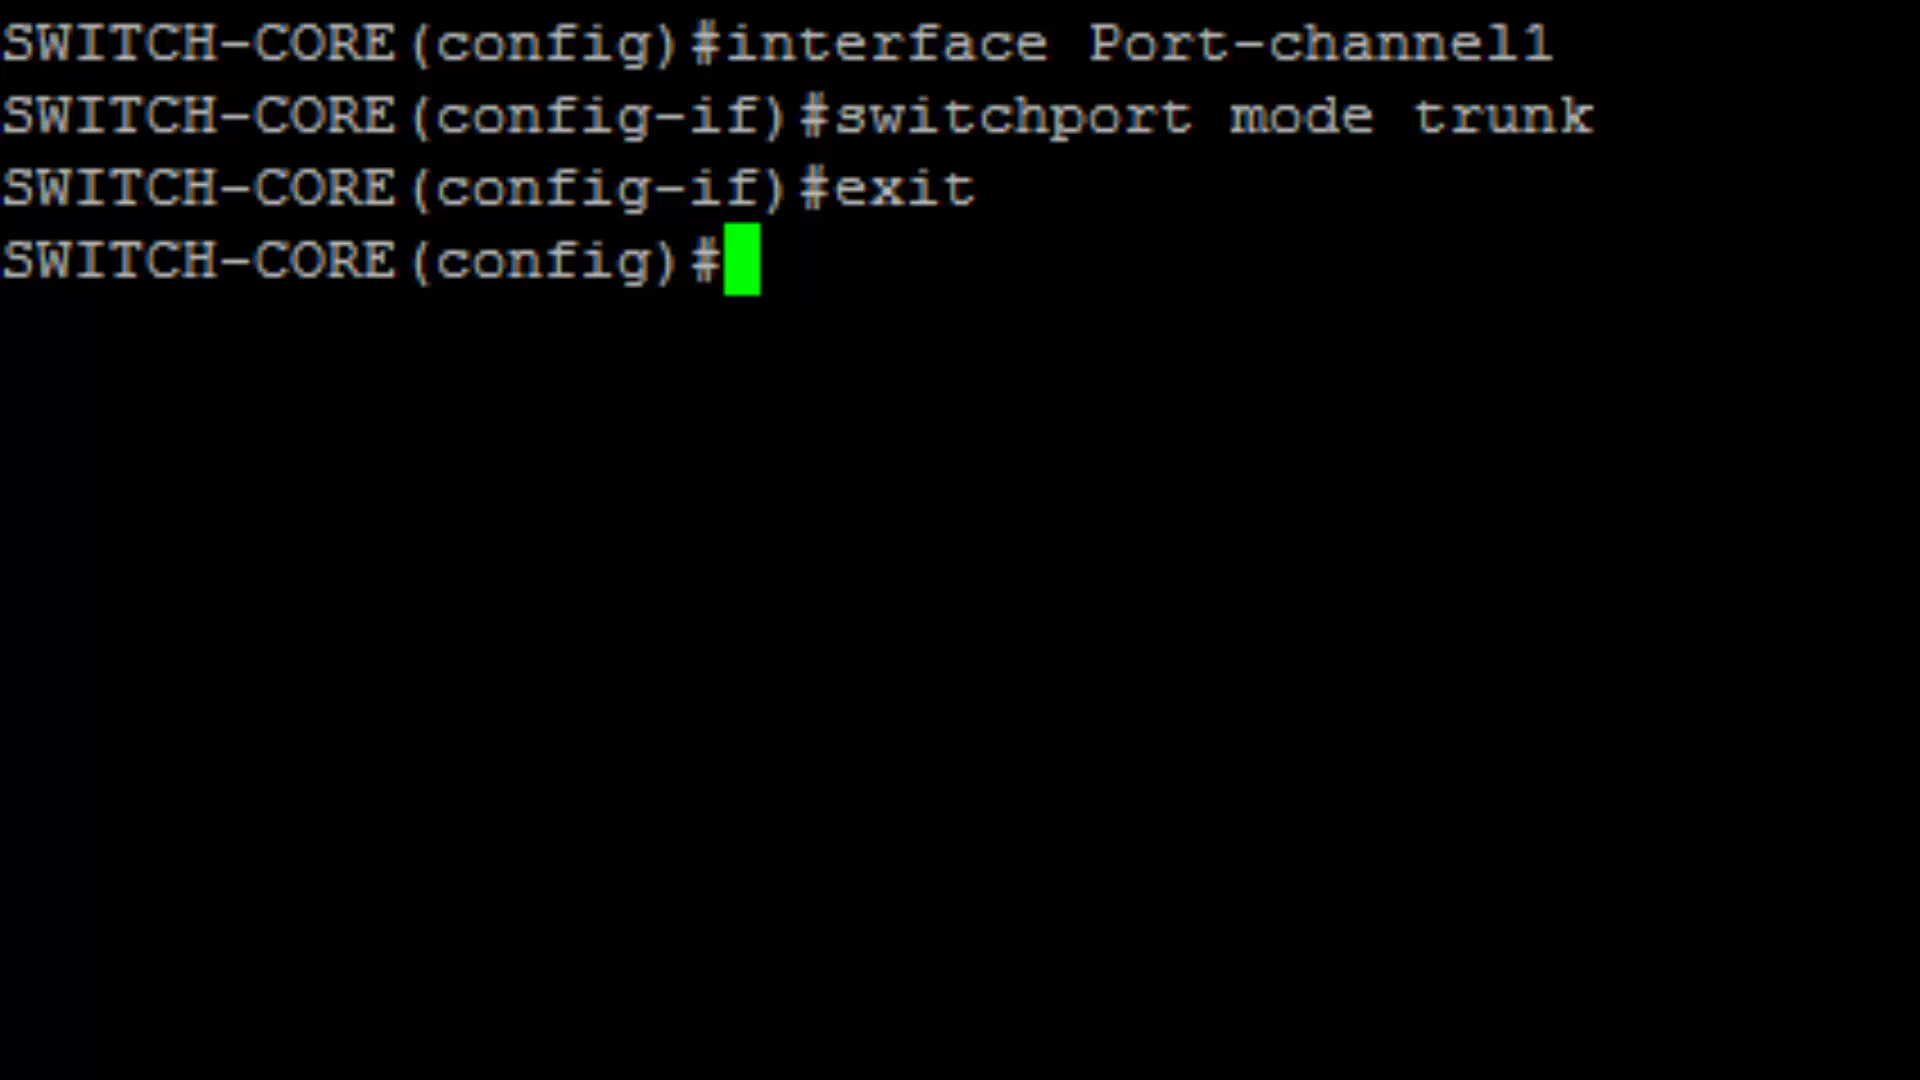 SWITCH-CORE(config)#interface Port-channel1
SWITCH-CORE(config-if)#switchport mode trunk
SWITCH-CORE(config-if)#exit
SWITCH-CORE(config)#